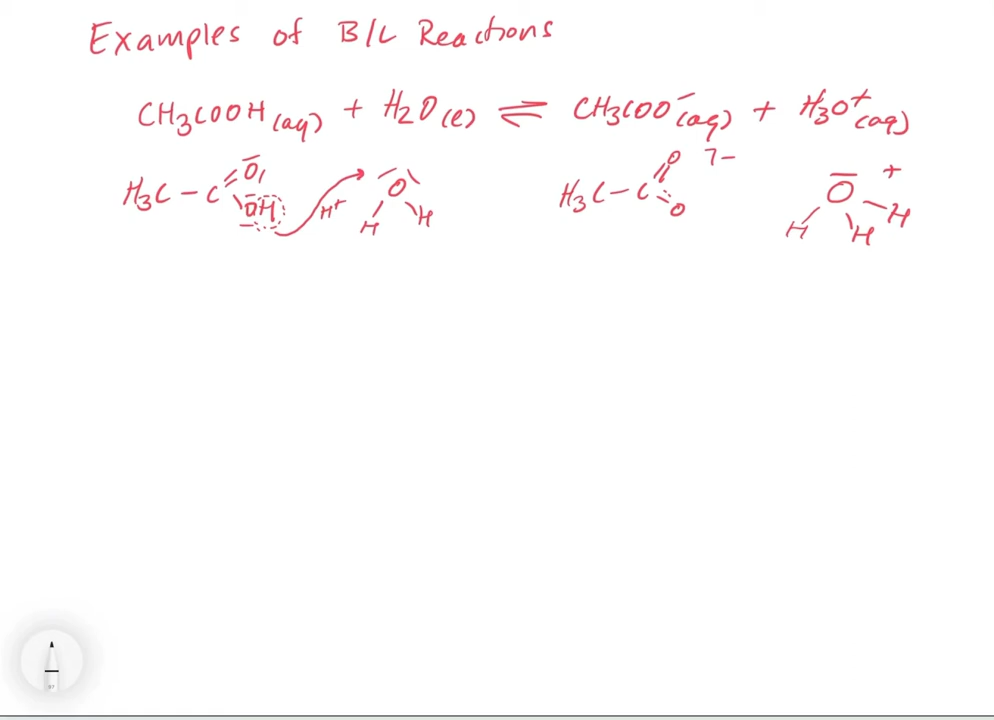 Examples of B/L Reactions
CH₃COOH(aq) + H₂O(l) ⇌ CH₃COO⁻(aq) + H₃O⁺(aq)
H₃C – C O OH H⁺ O H H H₃C – C O O ⁻ O H H H +